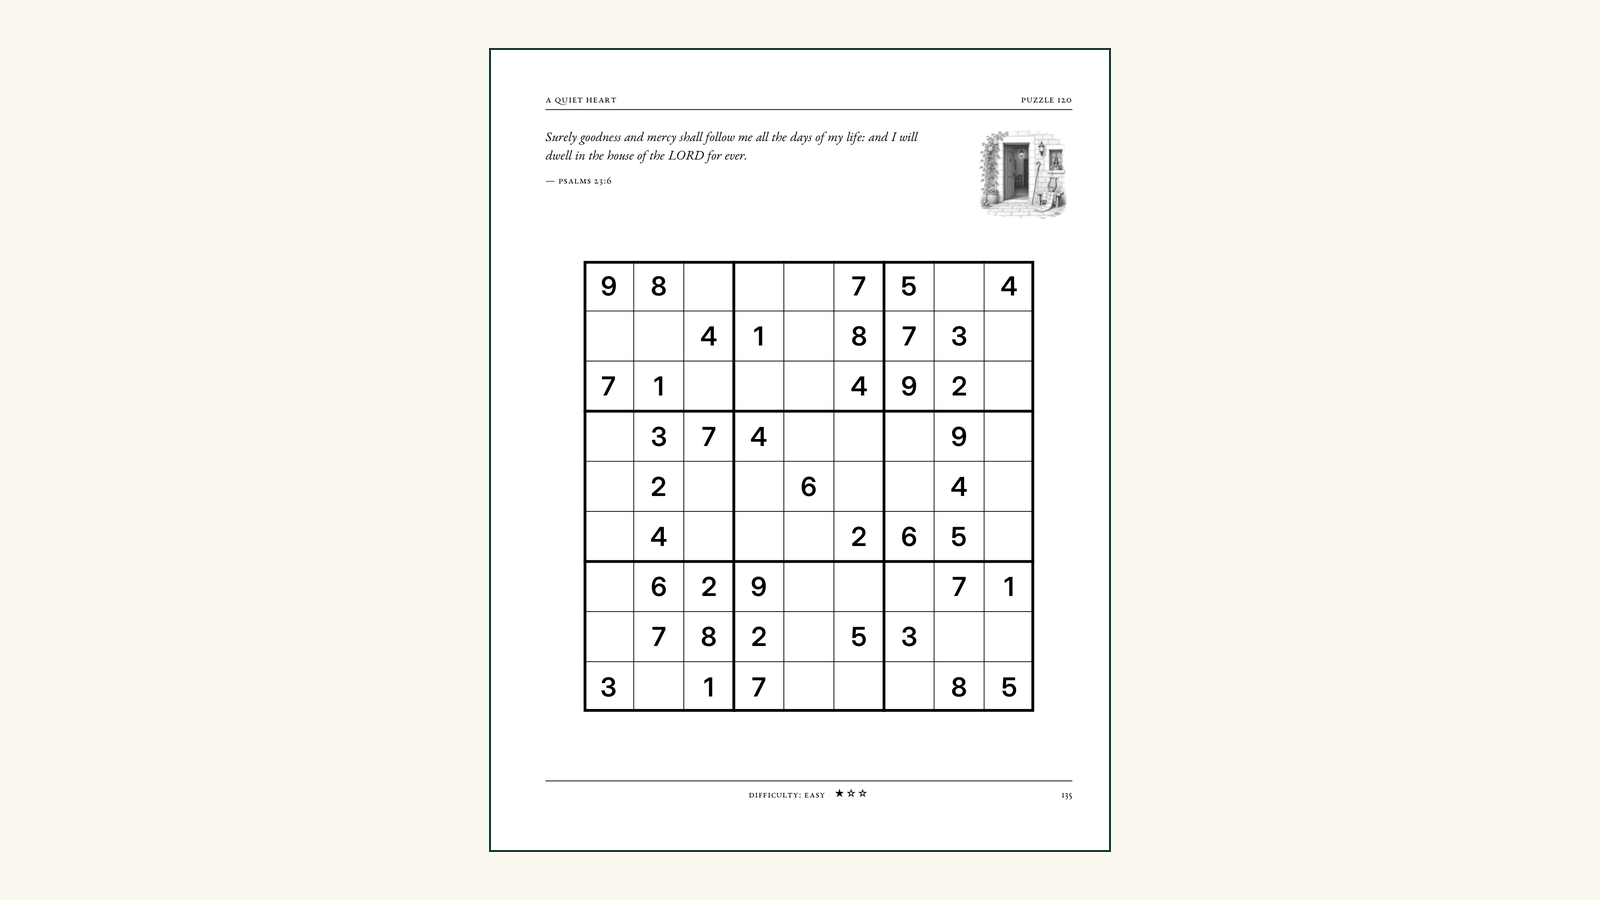 A QUIET HEART
PUZZLE 120
Surely goodness and mercy shall follow me all the days of my life: and I will
dwell in the house of the LORD for ever.
— PSALMS 23:6
9 8 7 5 4
4 1 8 7 3
7 1 4 9 2
3 7 4 9
2 6 4
4 2 6 5
6 2 9 7 1
7 8 2 5 3
3 1 7 8 5
DIFFICULTY: EASY ★☆☆
135